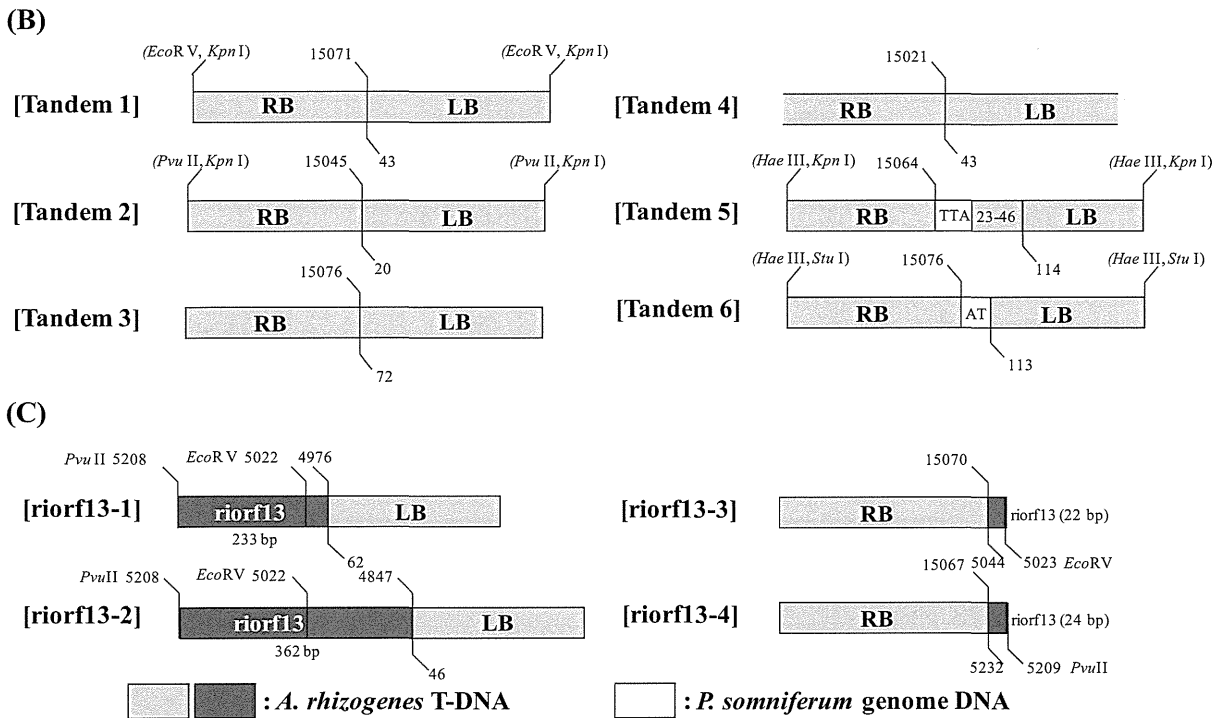 (B)
(EcoR V, Kpn I) 15071 (EcoR V, Kpn I)
[Tandem 1] RB LB
43
(Pvu II, Kpn I) 15045 (Pvu II, Kpn I)
[Tandem 2] RB LB
20
15076
[Tandem 3] RB LB
72
15021
[Tandem 4] RB LB
43
(Hae III, Kpn I) 15064 (Hae III, Kpn I)
[Tandem 5] RB TTA 23-46 LB
114
(Hae III, Stu I) 15076 (Hae III, Stu I)
[Tandem 6] RB AT LB
113
(C)
Pvu II 5208 EcoR V 5022 4976
[riorf13-1] riorf13 LB
233 bp 62
PvuII 5208 EcoRV 5022 4847
[riorf13-2] riorf13 LB
362 bp 46
15070
[riorf13-3] RB riorf13 (22 bp)
5044 5023 EcoRV
15067
[riorf13-4] RB riorf13 (24 bp)
5232 5209 PvuII
: A. rhizogenes T-DNA : P. somniferum genome DNA